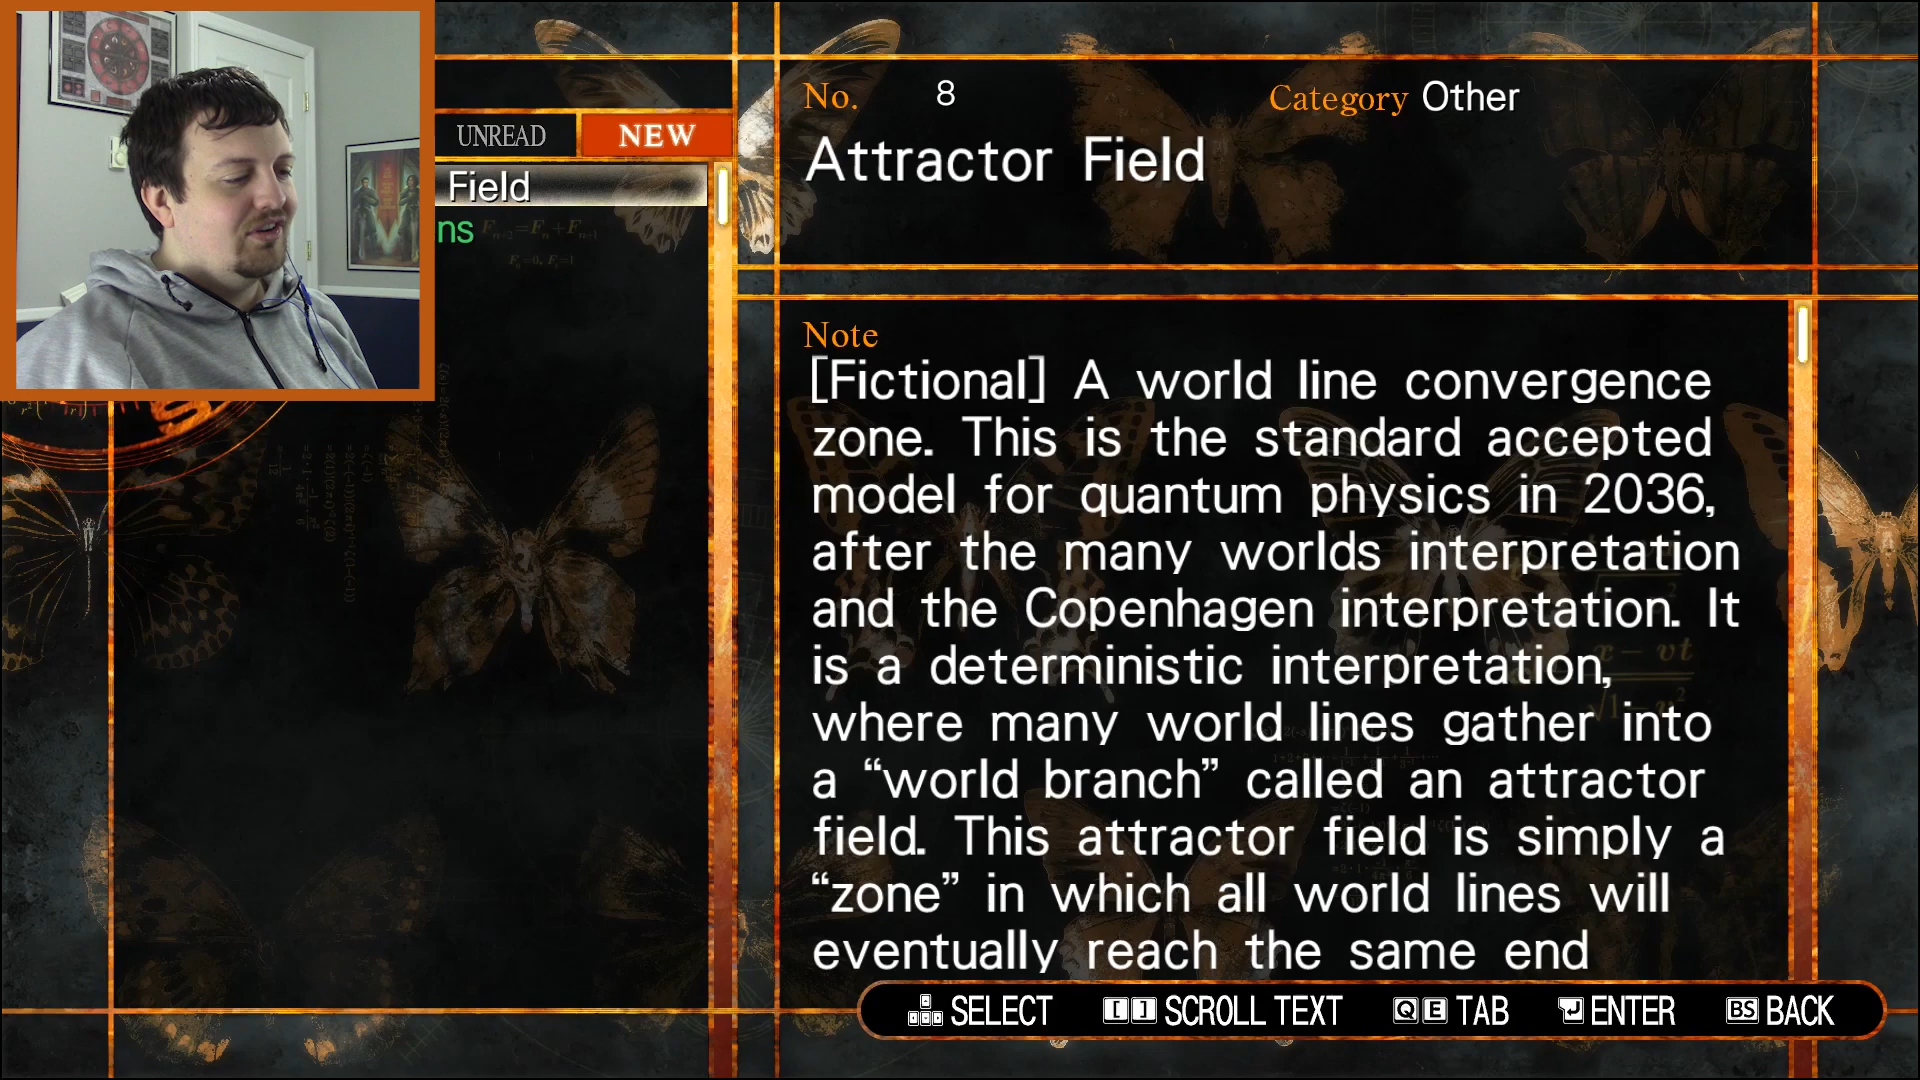 UNREAD
NEW
Field
ns
No. 8
Category Other
Attractor Field
Note
[Fictional] A world line convergence
zone. This is the standard accepted
model for quantum physics in 2036,
after the many worlds interpretation
and the Copenhagen interpretation. It
is a deterministic interpretation,
where many world lines gather into
a “world branch” called an attractor
field. This attractor field is simply a
“zone” in which all world lines will
eventually reach the same end
SELECT [ ] SCROLL TEXT Q E TAB ENTER BS BACK